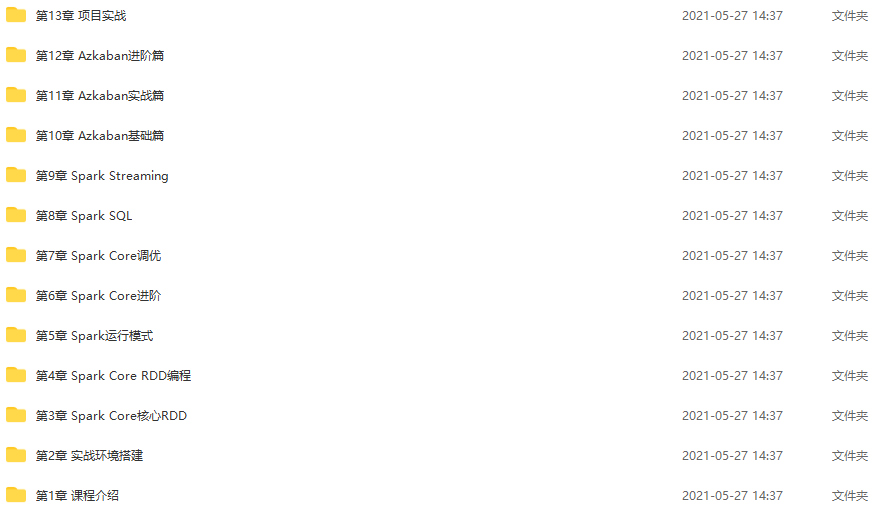 第13章 项目实战 2021-05-27 14:37 文件夹
第12章 Azkaban进阶篇 2021-05-27 14:37 文件夹
第11章 Azkaban实战篇 2021-05-27 14:37 文件夹
第10章 Azkaban基础篇 2021-05-27 14:37 文件夹
第9章 Spark Streaming 2021-05-27 14:37 文件夹
第8章 Spark SQL 2021-05-27 14:37 文件夹
第7章 Spark Core调优 2021-05-27 14:37 文件夹
第6章 Spark Core进阶 2021-05-27 14:37 文件夹
第5章 Spark运行模式 2021-05-27 14:37 文件夹
第4章 Spark Core RDD编程 2021-05-27 14:37 文件夹
第3章 Spark Core核心RDD 2021-05-27 14:37 文件夹
第2章 实战环境搭建 2021-05-27 14:37 文件夹
第1章 课程介绍 2021-05-27 14:37 文件夹